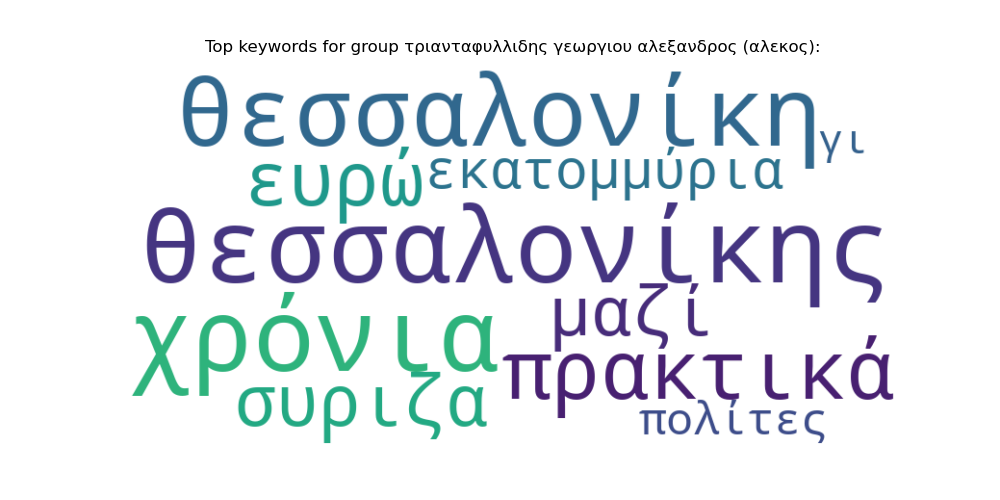 Top keywords for group τριανταφυλλιδης γεωργιου αλεξανδρος (αλεκος):
θεσσαλονίκη
γι
ευρώ
εκατομμύρια
θεσσαλονίκης
μαζί
χρόνια
πρακτικά
συριζα
πολίτες